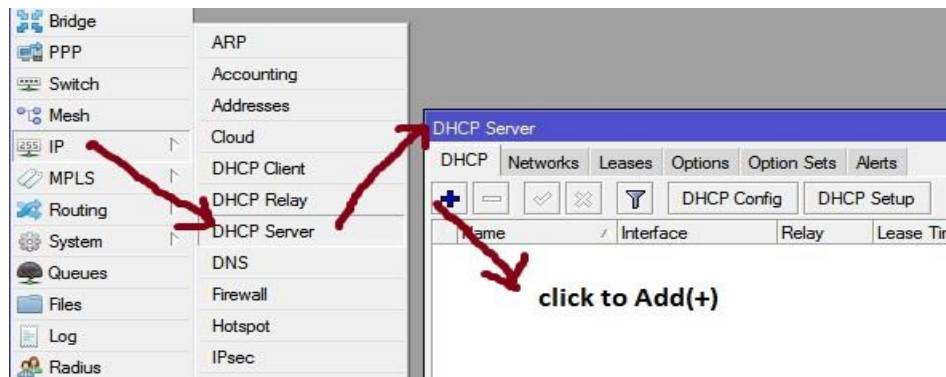 Bridge
PPP
Switch
Mesh
255 IP
MPLS
Routing
System
Queues
Files
Log
Radius
ARP
Accounting
Addresses
Cloud
DHCP Client
DHCP Relay
DHCP Server
DNS
Firewall
Hotspot
IPsec
DHCP Server
DHCP Networks Leases Options Option Sets Alerts
DHCP Config DHCP Setup
Name Interface Relay Lease Tir
click to Add(+)